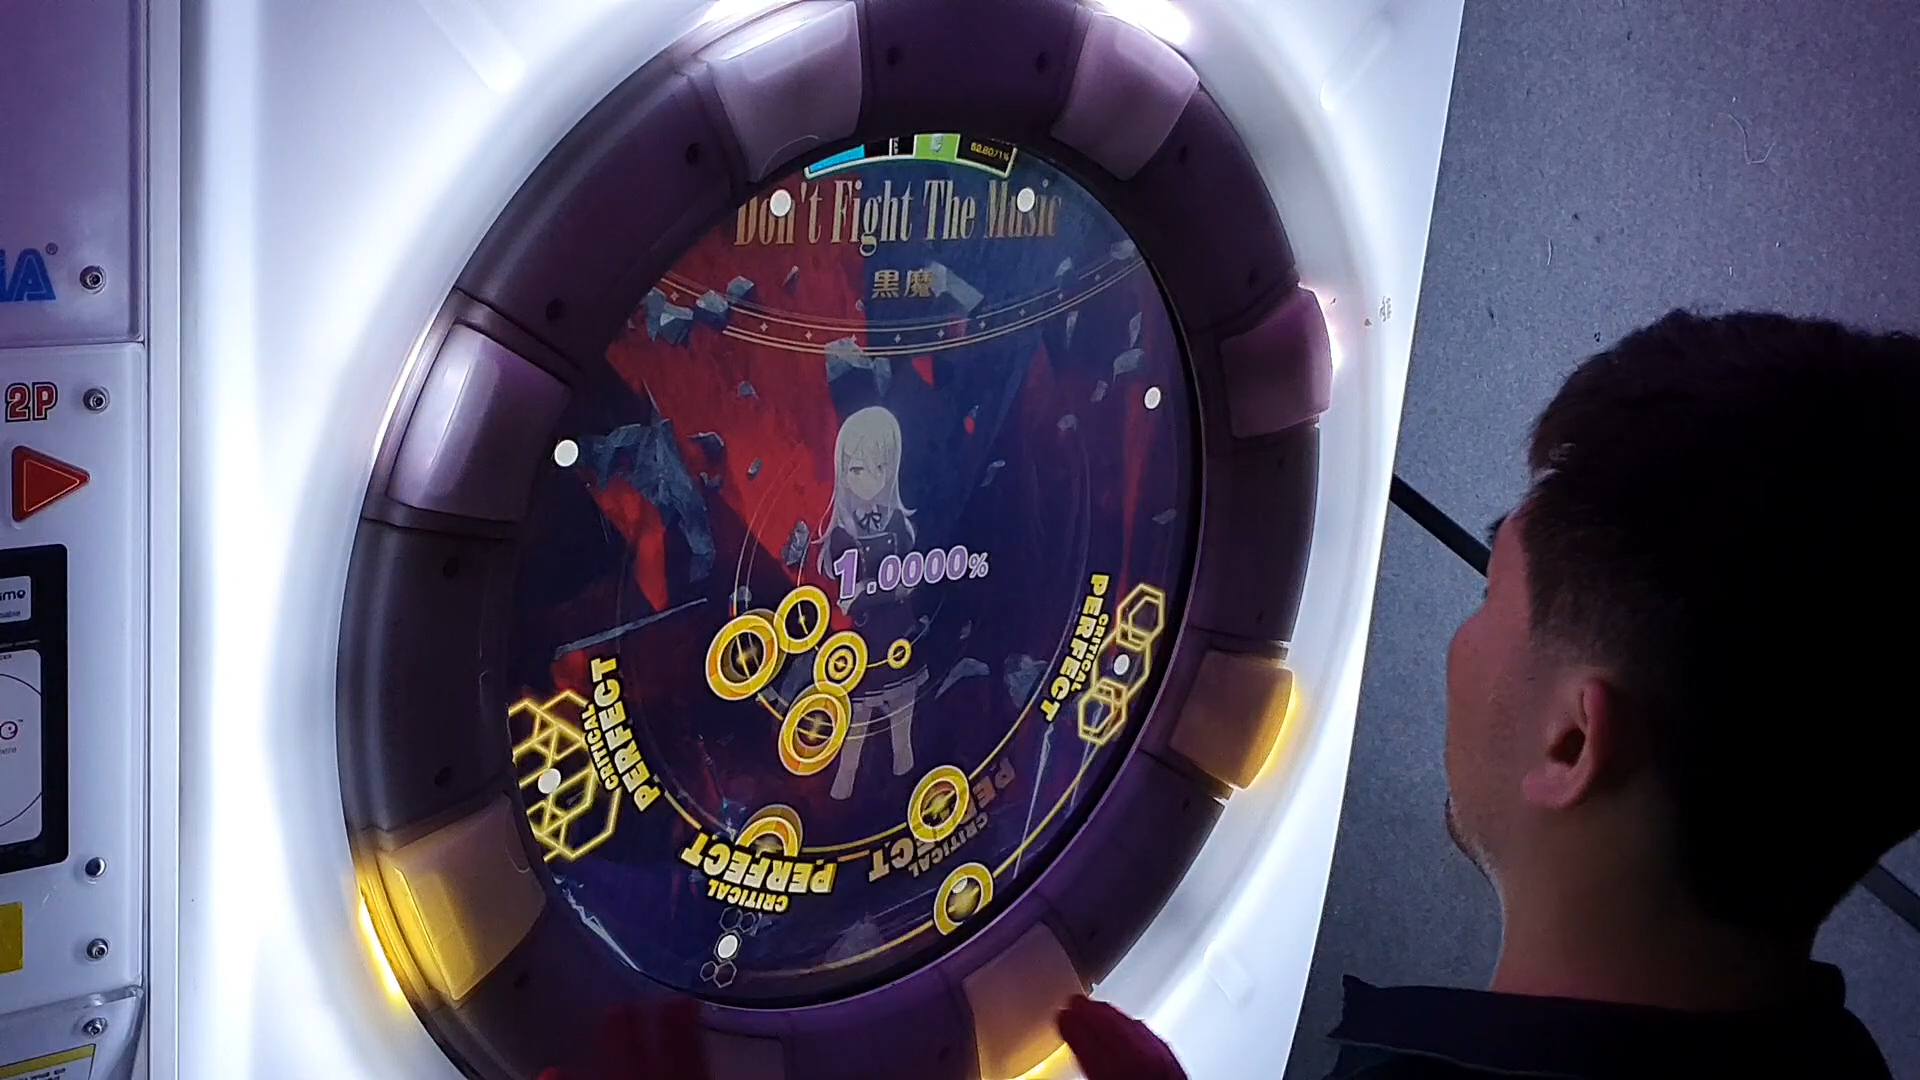 Don't Fight The Music
黒魔
1.0000%
CRITICAL
PERFECT
CRITICAL
PERFECT
CRITICAL
PERFECT
CRITICAL
PERFECT
2P